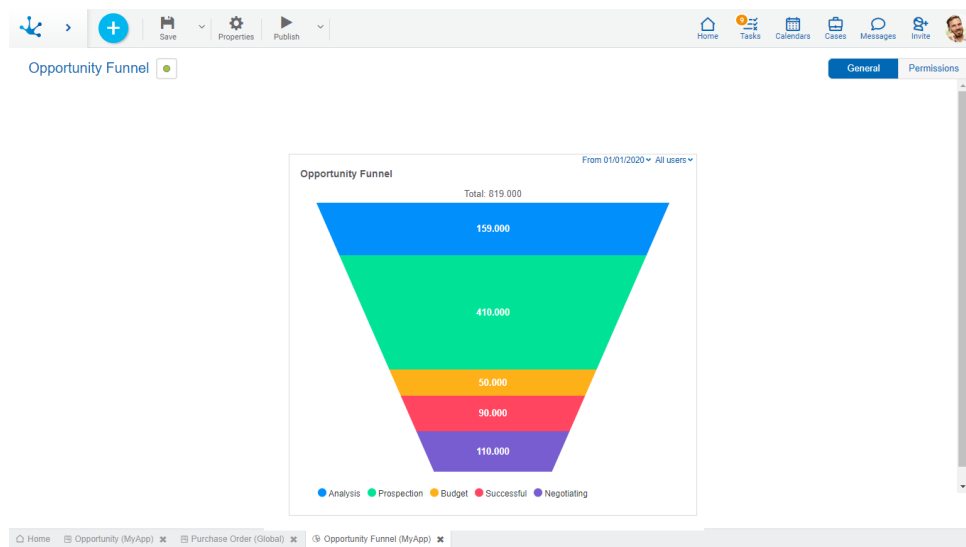 Save
Properties
Publish
Home
9
Tasks
Calendars
Cases
Messages
Invite
Opportunity Funnel
General
Permissions
From 01/01/2020 All users
Opportunity Funnel
Total: 819.000
159.000
410.000
50.000
90.000
110.000
Analysis Prospection Budget Successful Negotiating
Home Opportunity (MyApp) Purchase Order (Global) Opportunity Funnel (MyApp)